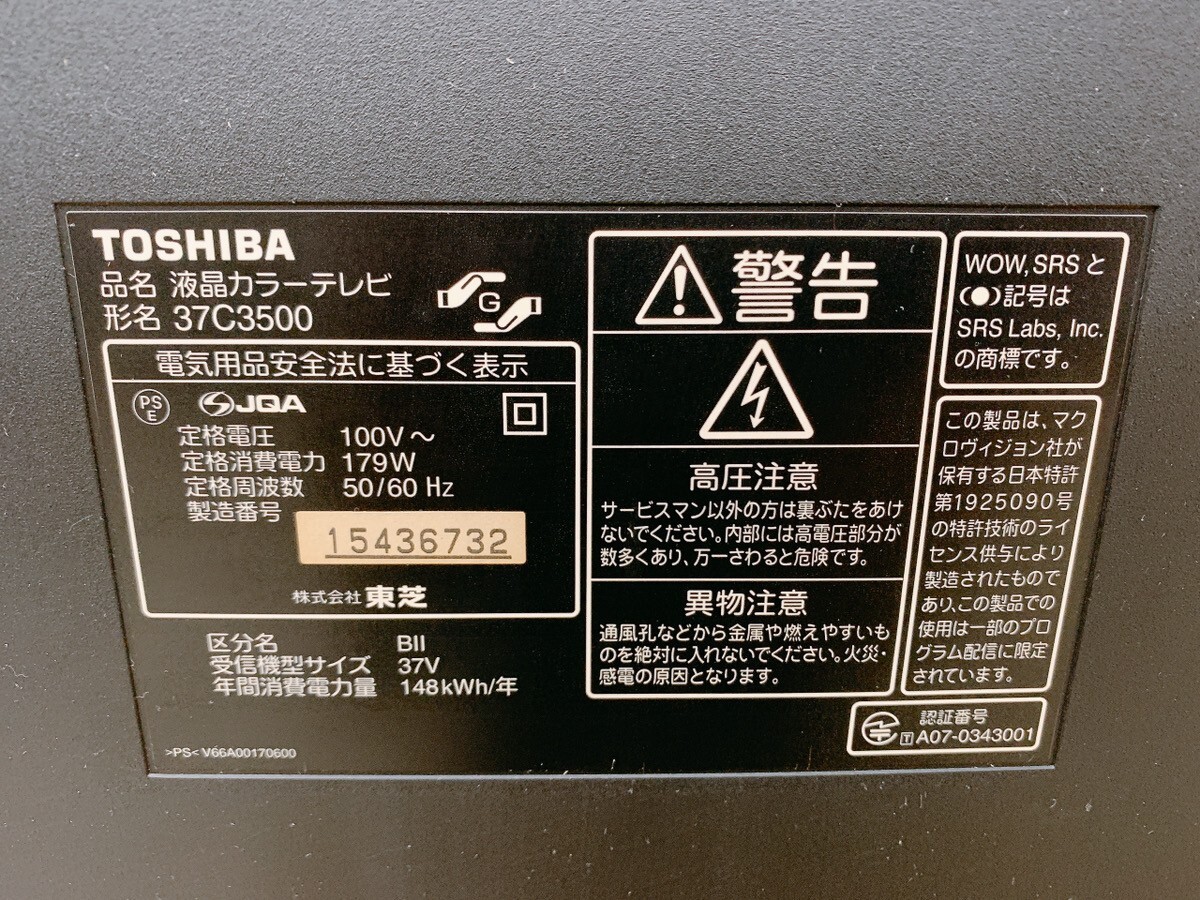 TOSHIBA
品名 液晶カラーテレビ
形名 37C3500
G
電気用品安全法に基づく表示
PS
E
JQA
定格電圧 100V～
定格消費電力 179W
定格周波数 50/60 Hz
製造番号
15436732
株式会社 東芝
区分名 BII
受信機型サイズ 37V
年間消費電力量 148kWh/年
>PS< V66A00170600
警告
高圧注意
サービスマン以外の方は裏ぶたをあけ
ないでください。内部には高電圧部分が
数多くあり、万一さわると危険です。
異物注意
通風孔などから金属や燃えやすいも
のを絶対に入れないでください。火災・
感電の原因となります。
WOW, SRS と
記号は
SRS Labs, Inc.
の商標です。
この製品は、マク
ロヴィジョン社が
保有する日本特許
第1925090号
の特許技術のライ
センス供与により
製造されたもので
あり、この製品での
使用は一部のプロ
グラム配信に限定
されています。
認証番号
T A07-0343001